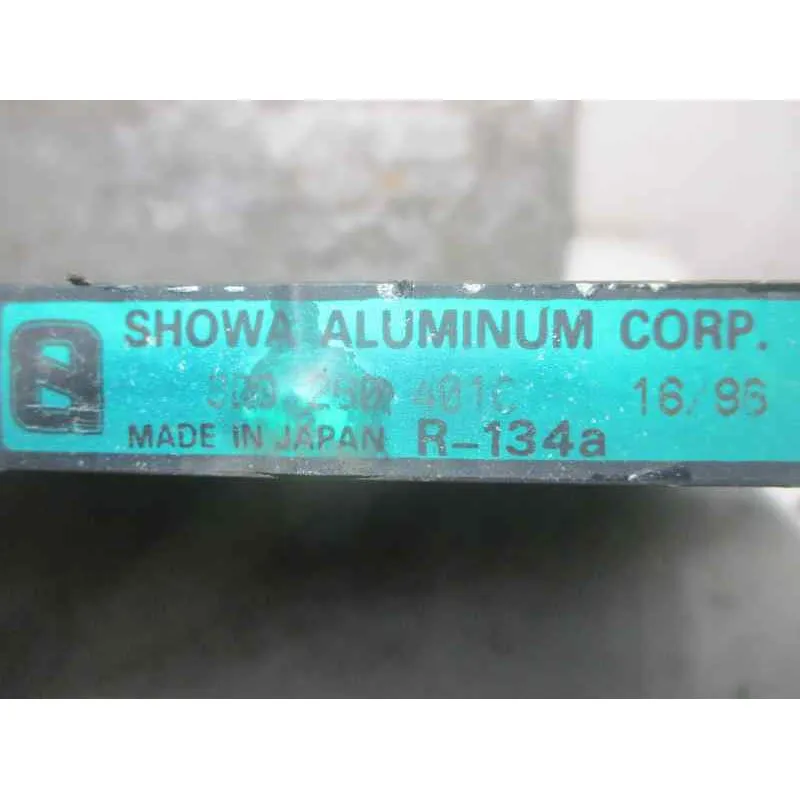 SHOWA ALUMINUM CORP.
401C 16/96
MADE IN JAPAN R-134a